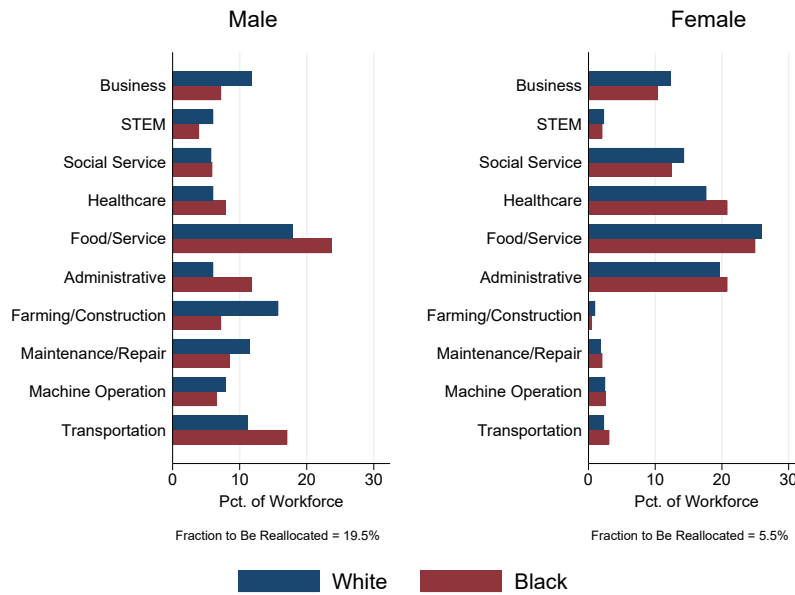 Male
Business
STEM
Social Service
Healthcare
Food/Service
Administrative
Farming/Construction
Maintenance/Repair
Machine Operation
Transportation
0 10 20 30
Pct. of Workforce
Fraction to Be Reallocated = 19.5%
Female
Business
STEM
Social Service
Healthcare
Food/Service
Administrative
Farming/Construction
Maintenance/Repair
Machine Operation
Transportation
0 10 20 30
Pct. of Workforce
Fraction to Be Reallocated = 5.5%
White Black